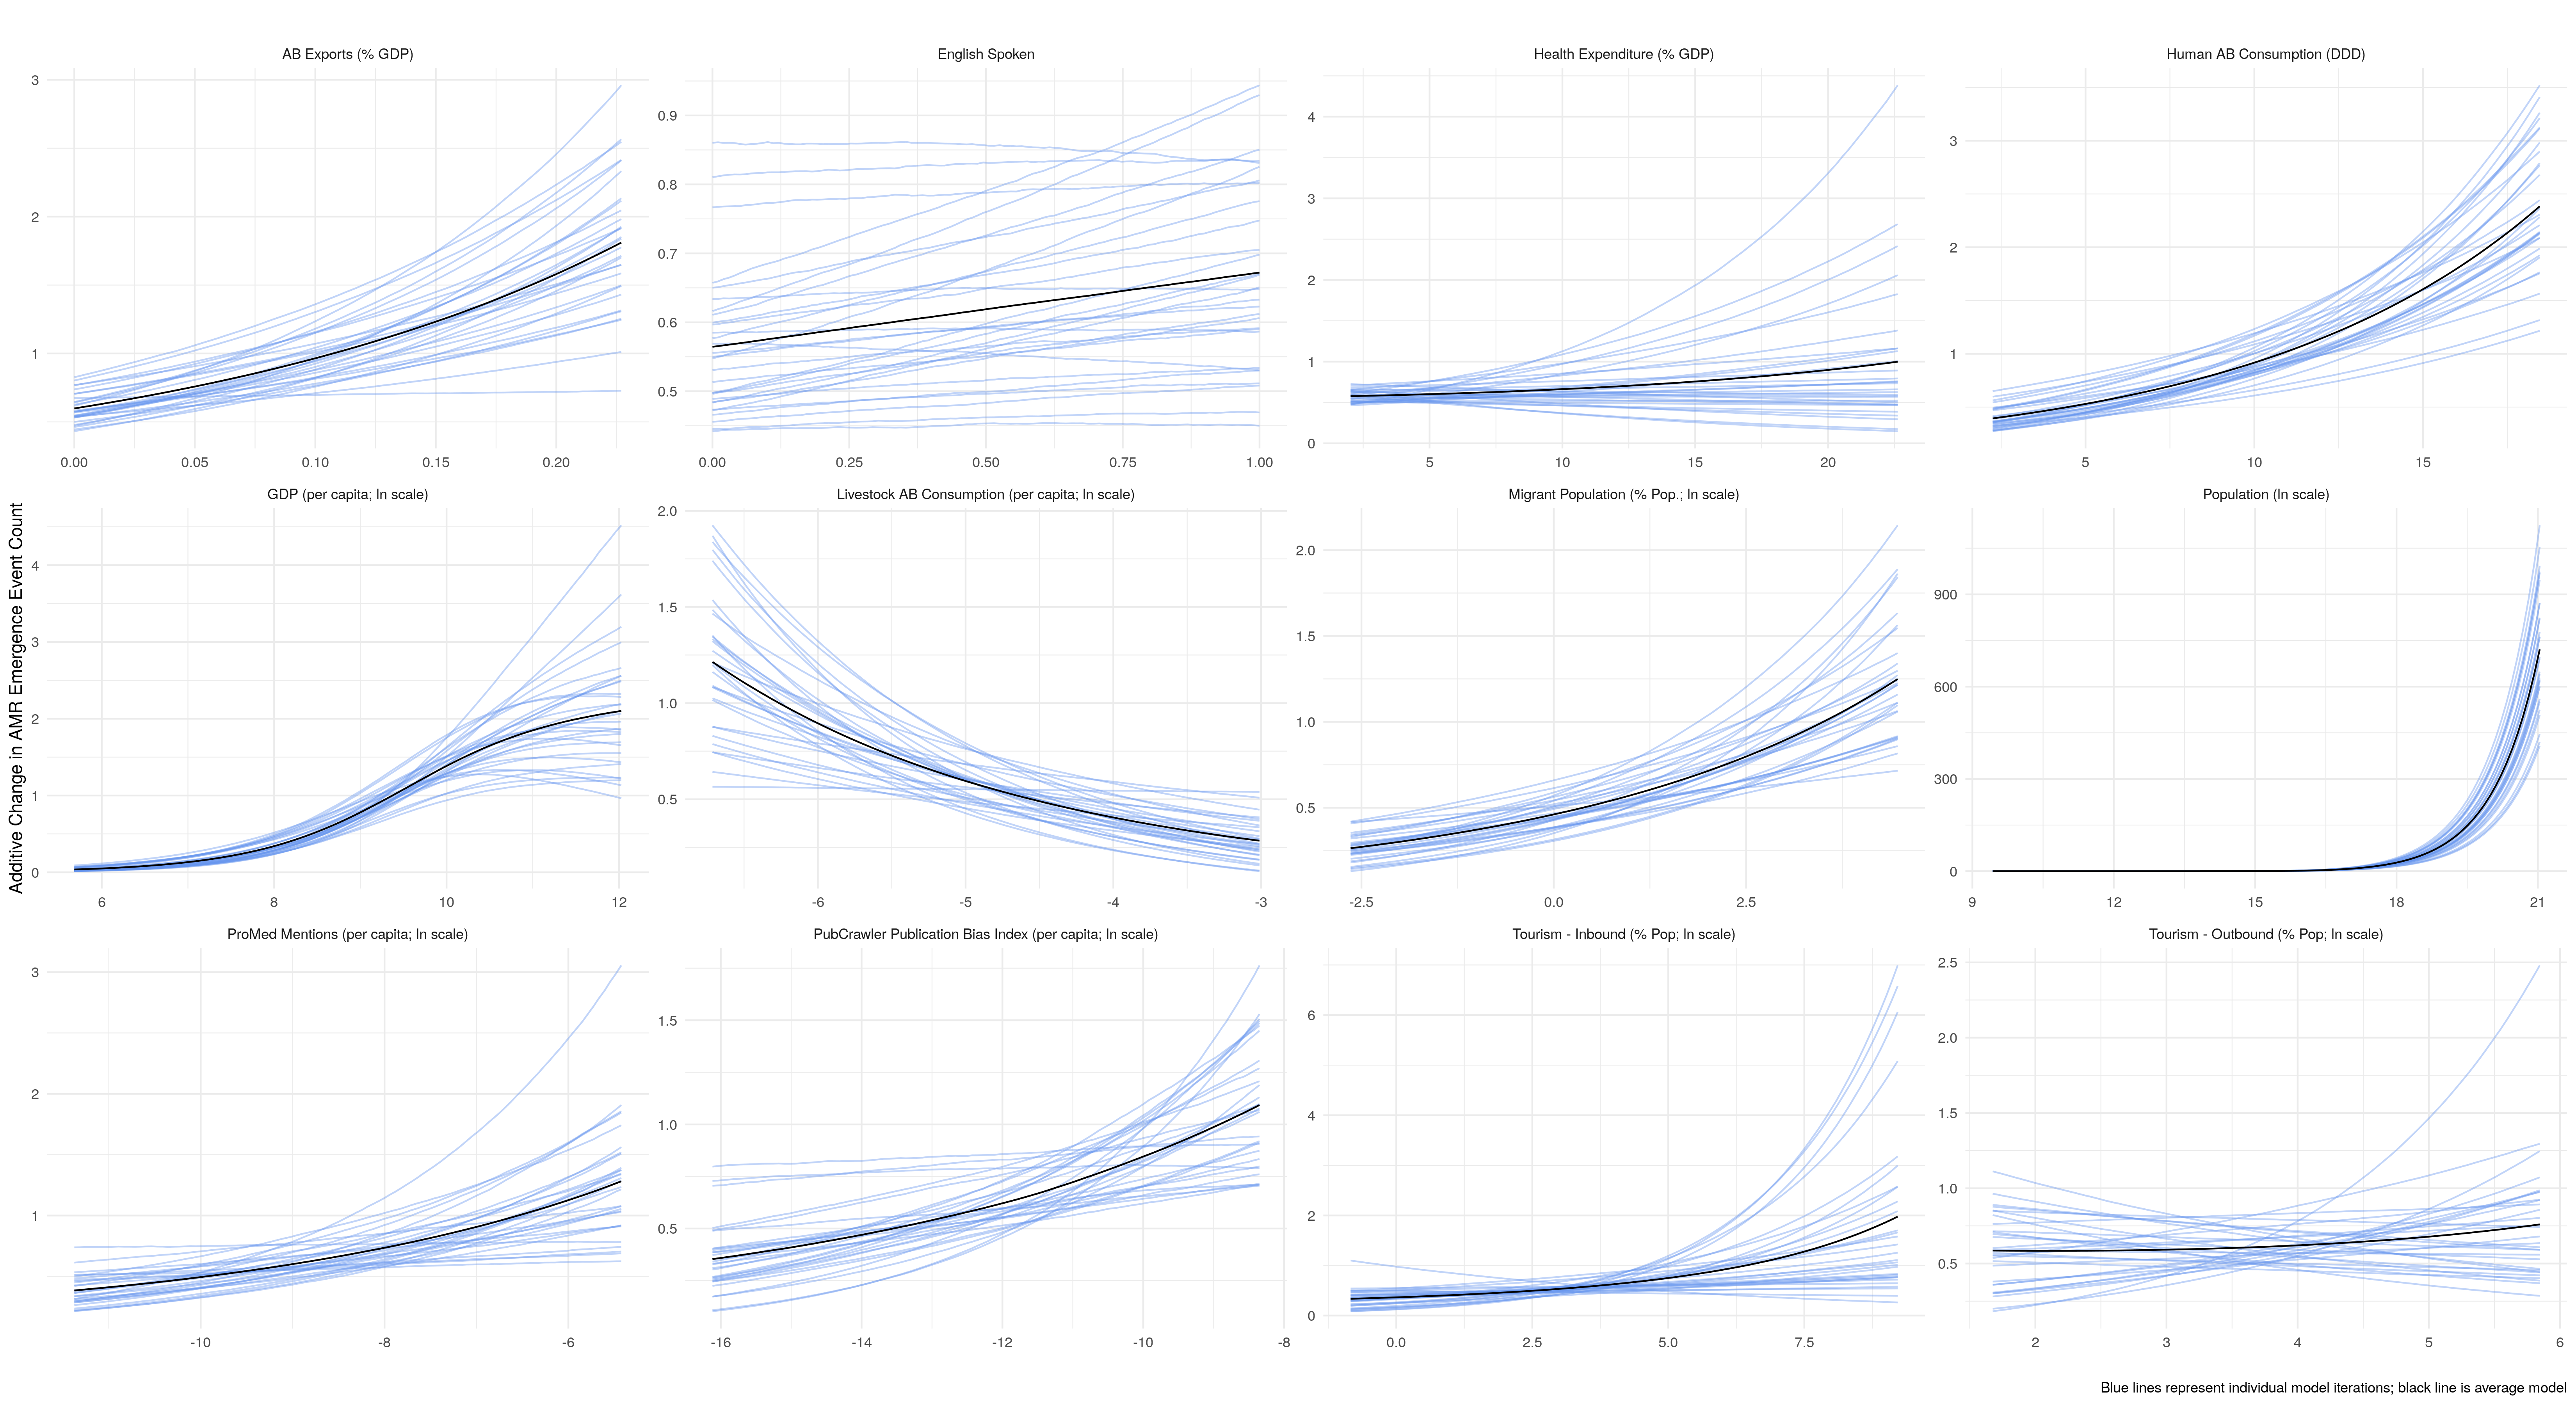 AB Exports (% GDP)
English Spoken
Health Expenditure (% GDP)
Human AB Consumption (DDD)
3
2
1
0.00 0.05 0.10 0.15 0.20
0.9
0.8
0.7
0.6
0.5
0.00 0.25 0.50 0.75 1.00
4
3
2
1
0
5 10 15 20
3
2
1
5 10 15
Additive Change in AMR Emergence Event Count
GDP (per capita; ln scale)
Livestock AB Consumption (per capita; ln scale)
Migrant Population (% Pop.; ln scale)
Population (ln scale)
4
3
2
1
0
6 8 10 12
2.0
1.5
1.0
0.5
-6 -5 -4 -3
2.0
1.5
1.0
0.5
-2.5 0.0 2.5
900
600
300
0
9 12 15 18 21
ProMed Mentions (per capita; ln scale)
PubCrawler Publication Bias Index (per capita; ln scale)
Tourism - Inbound (% Pop; ln scale)
Tourism - Outbound (% Pop; ln scale)
3
2
1
-10 -8 -6
1.5
1.0
0.5
-16 -14 -12 -10 -8
6
4
2
0
0.0 2.5 5.0 7.5
2.5
2.0
1.5
1.0
0.5
2 3 4 5 6
Blue lines represent individual model iterations; black line is average model